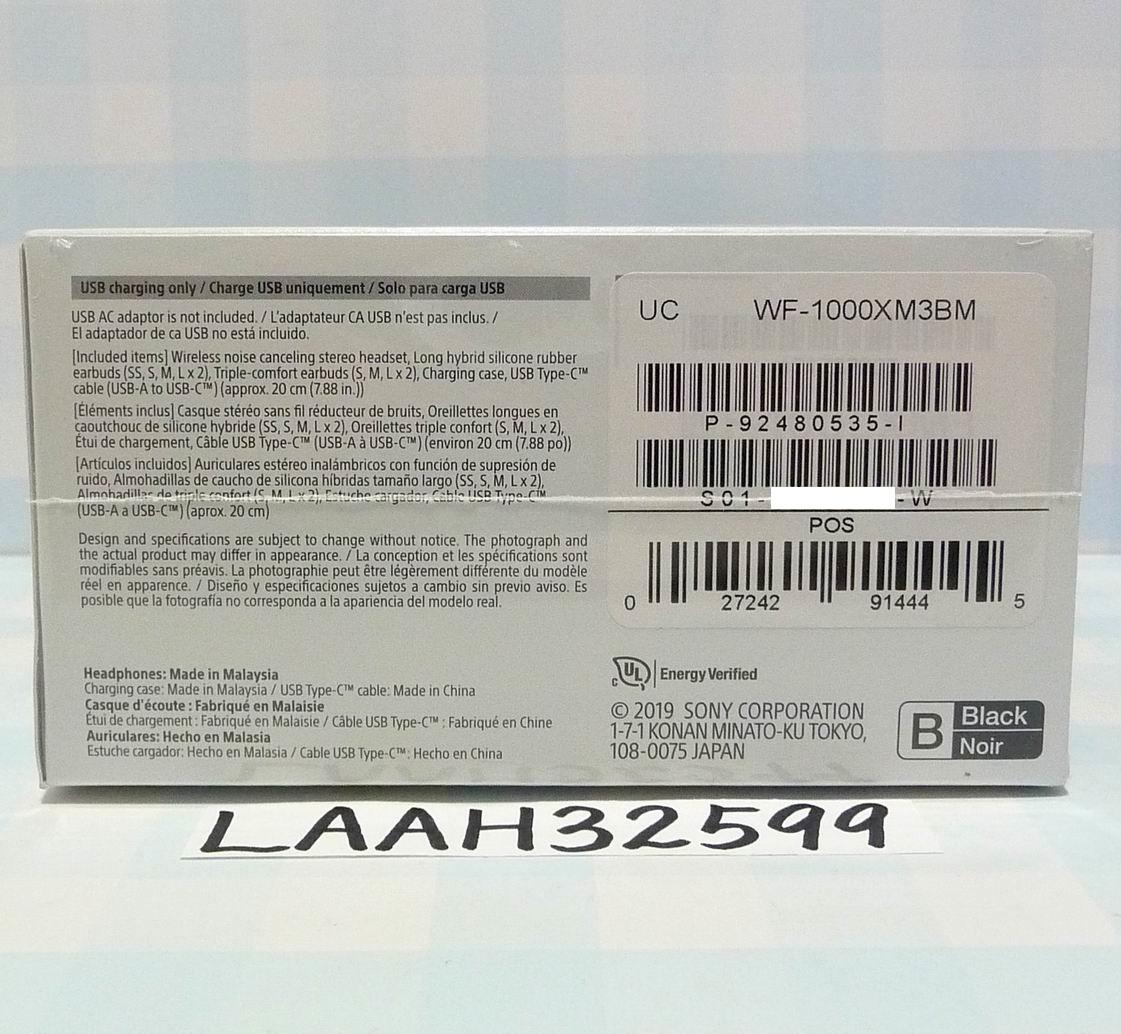 USB charging only / Charge USB uniquement / Solo para carga USB
USB AC adaptor is not included. / L'adaptateur CA USB n'est pas inclus. /
El adaptador de ca USB no está incluido.
[Included items] Wireless noise canceling stereo headset, Long hybrid silicone rubber
earbuds (SS, S, M, L x 2), Triple-comfort earbuds (S, M, L x 2), Charging case, USB Type-C™
cable (USB-A to USB-C™) (approx. 20 cm (7.88 in.))
[Éléments inclus] Casque stéréo sans fil réducteur de bruits, Oreillettes longues en
caoutchouc de silicone hybride (SS, S, M, L x 2), Oreillettes triple confort (S, M, L x 2),
Étui de chargement, Câble USB Type-C™ (USB-A à USB-C™) (environ 20 cm (7.88 po))
[Artículos incluidos] Auriculares estéreo inalámbricos con función de supresión de
ruido, Almohadillas de caucho de silicona híbridas tamaño largo (SS, S, M, L x 2),
Almohadillas de triple confort (S, M, L x 2), Estuche cargador, Cable USB Type-C™
(USB-A a USB-C™) (aprox. 20 cm)
Design and specifications are subject to change without notice. The photograph and
the actual product may differ in appearance. / La conception et les spécifications sont
modifiables sans préavis. La photographie peut être légèrement différente du modèle
réel en apparence. / Diseño y especificaciones sujetos a cambio sin previo aviso. Es
posible que la fotografía no corresponda a la apariencia del modelo real.
Headphones: Made in Malaysia
Charging case: Made in Malaysia / USB Type-C™ cable: Made in China
Casque d'écoute : Fabriqué en Malaisie
Étui de chargement : Fabriqué en Malaisie / Câble USB Type-C™ : Fabriqué en Chine
Auriculares: Hecho en Malasia
Estuche cargador: Hecho en Malasia / Cable USB Type-C™: Hecho en China
UC WF-1000XM3BM
P-92480535-I
S01- -W
POS
0 27242 91444 5
c UL Energy Verified
© 2019 SONY CORPORATION
1-7-1 KONAN MINATO-KU TOKYO,
108-0075 JAPAN
B Black
Noir
LAAH32599